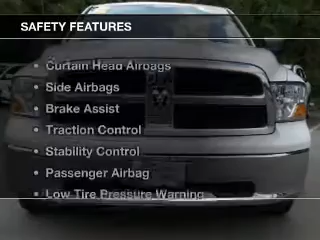 SAFETY FEATURES
• Curtain Head Airbags
• Side Airbags
• Brake Assist
• Traction Control
• Stability Control
• Passenger Airbag
• Low Tire Pressure Warning